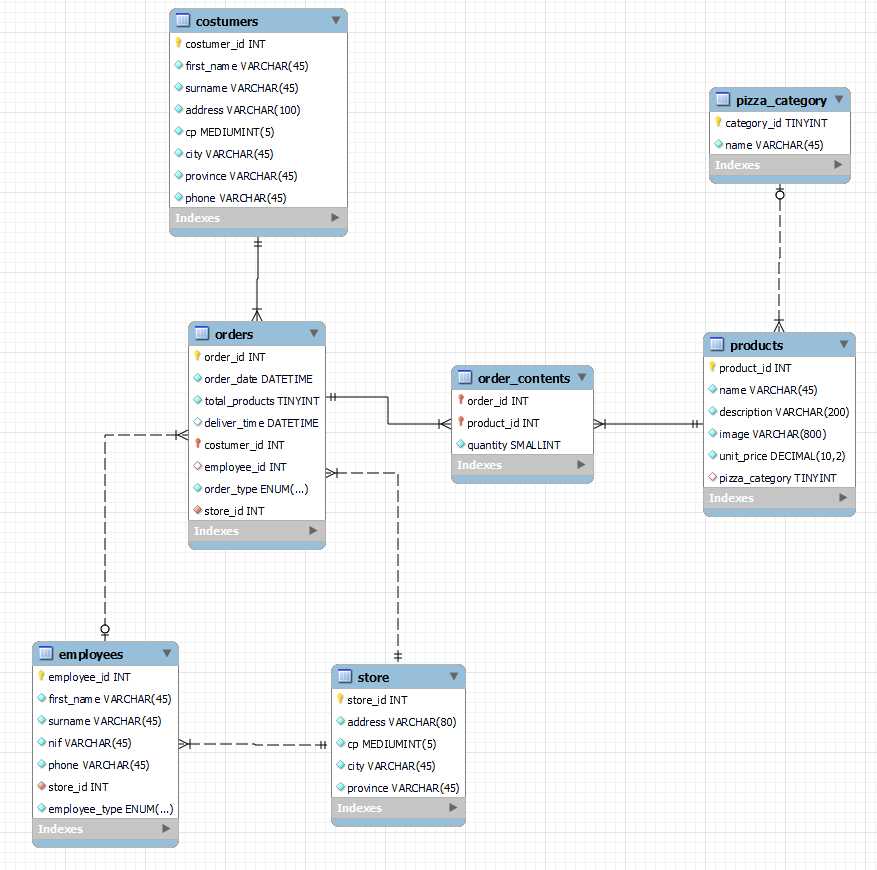 costumers
costumer_id INT
first_name VARCHAR(45)
surname VARCHAR(45)
address VARCHAR(100)
cp MEDIUMINT(5)
city VARCHAR(45)
province VARCHAR(45)
phone VARCHAR(45)
Indexes
pizza_category
category_id TINYINT
name VARCHAR(45)
Indexes
orders
order_id INT
order_date DATETIME
total_products TINYINT
deliver_time DATETIME
costumer_id INT
employee_id INT
order_type ENUM(...)
store_id INT
Indexes
order_contents
order_id INT
product_id INT
quantity SMALLINT
Indexes
products
product_id INT
name VARCHAR(45)
description VARCHAR(200)
image VARCHAR(800)
unit_price DECIMAL(10,2)
pizza_category TINYINT
Indexes
employees
employee_id INT
first_name VARCHAR(45)
surname VARCHAR(45)
nif VARCHAR(45)
phone VARCHAR(45)
store_id INT
employee_type ENUM(...)
Indexes
store
store_id INT
address VARCHAR(80)
cp MEDIUMINT(5)
city VARCHAR(45)
province VARCHAR(45)
Indexes